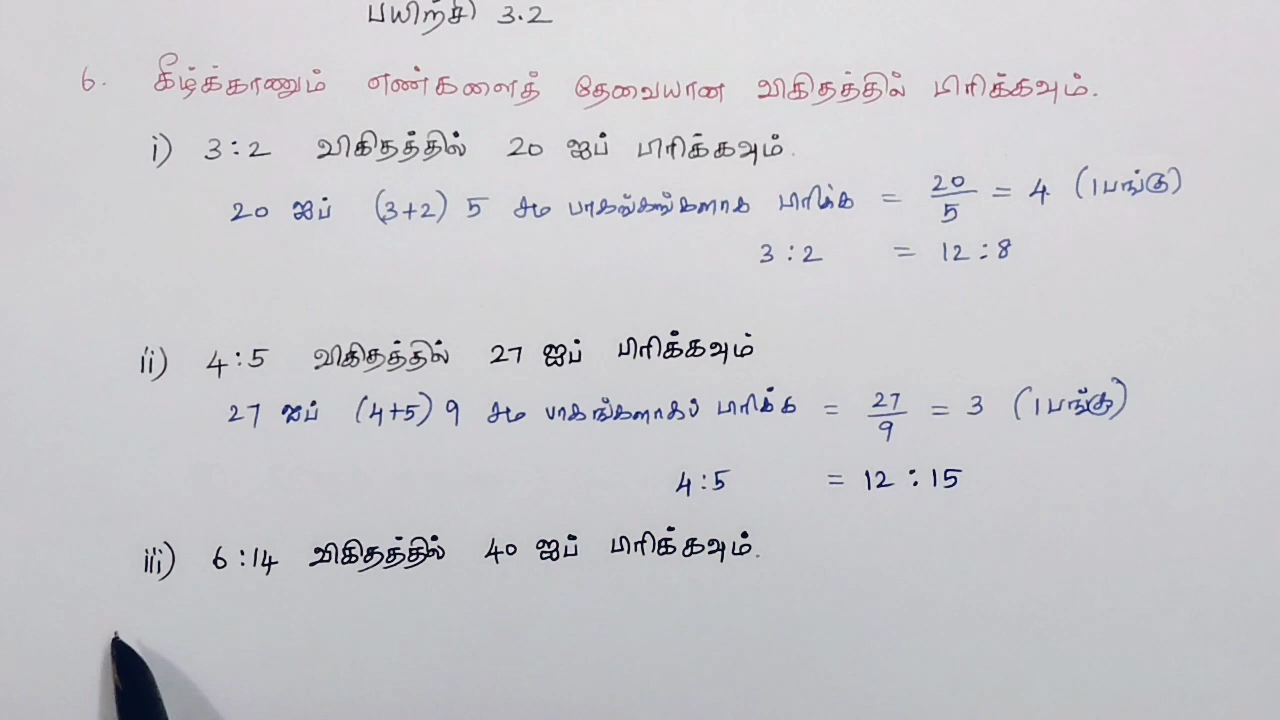 பயிற்சி 3.2
6. கீழ்க்காணும் எண்களைத் தேவையான விகிதத்தில் பிரிக்கவும்.
i) 3:2 விகிதத்தில் 20 ஐப் பிரிக்கவும்.
20 ஐப் (3+2) 5 சம பாகங்கங்களாக பிரிக்க = 20/5 = 4 (1பங்கு)
3:2 = 12:8
ii) 4:5 விகிதத்தில் 27 ஐப் பிரிக்கவும்
27 ஐப் (4+5) 9 சம பாகங்களாகப் பிரிக்க = 27/9 = 3 (1பங்கு)
4:5 = 12:15
iii) 6:14 விகிதத்தில் 40 ஐப் பிரிக்கவும்.